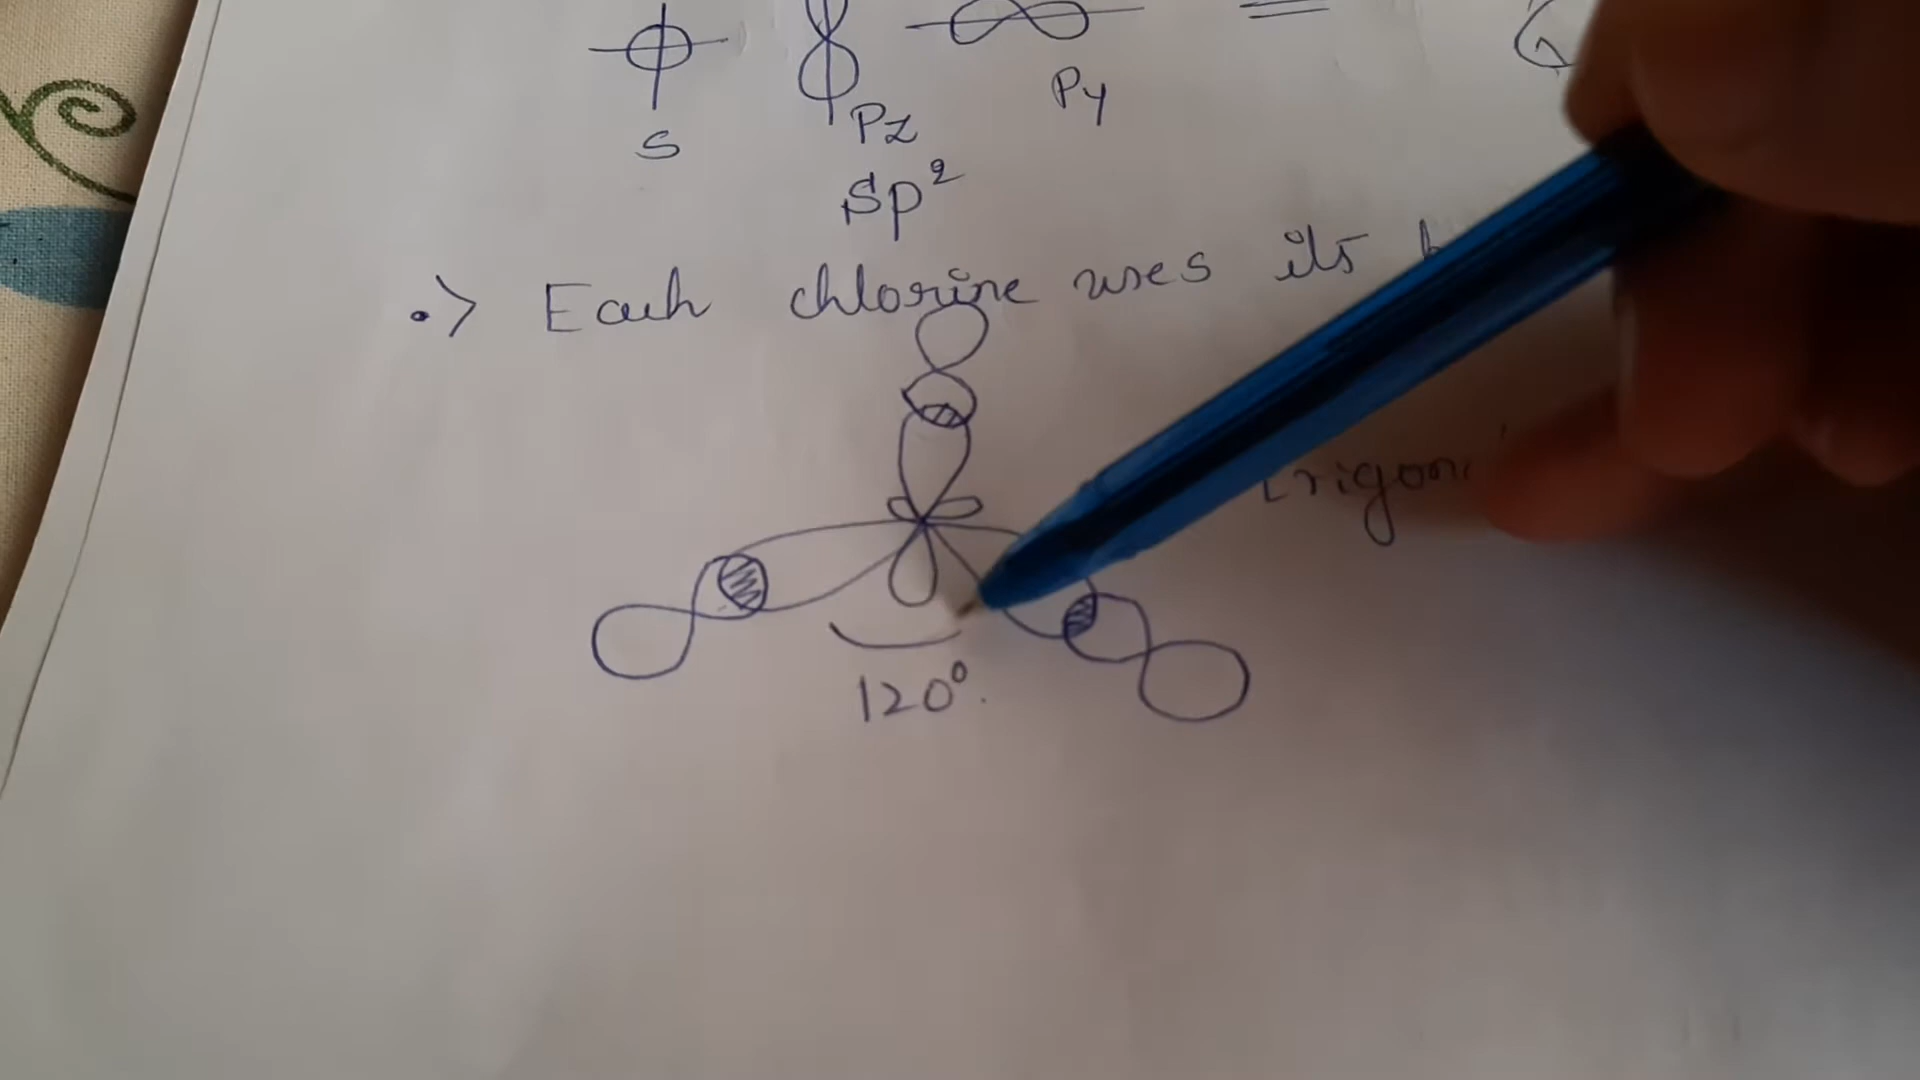 S Pz Py
Sp²
•> Each chlorine uses its
120°.